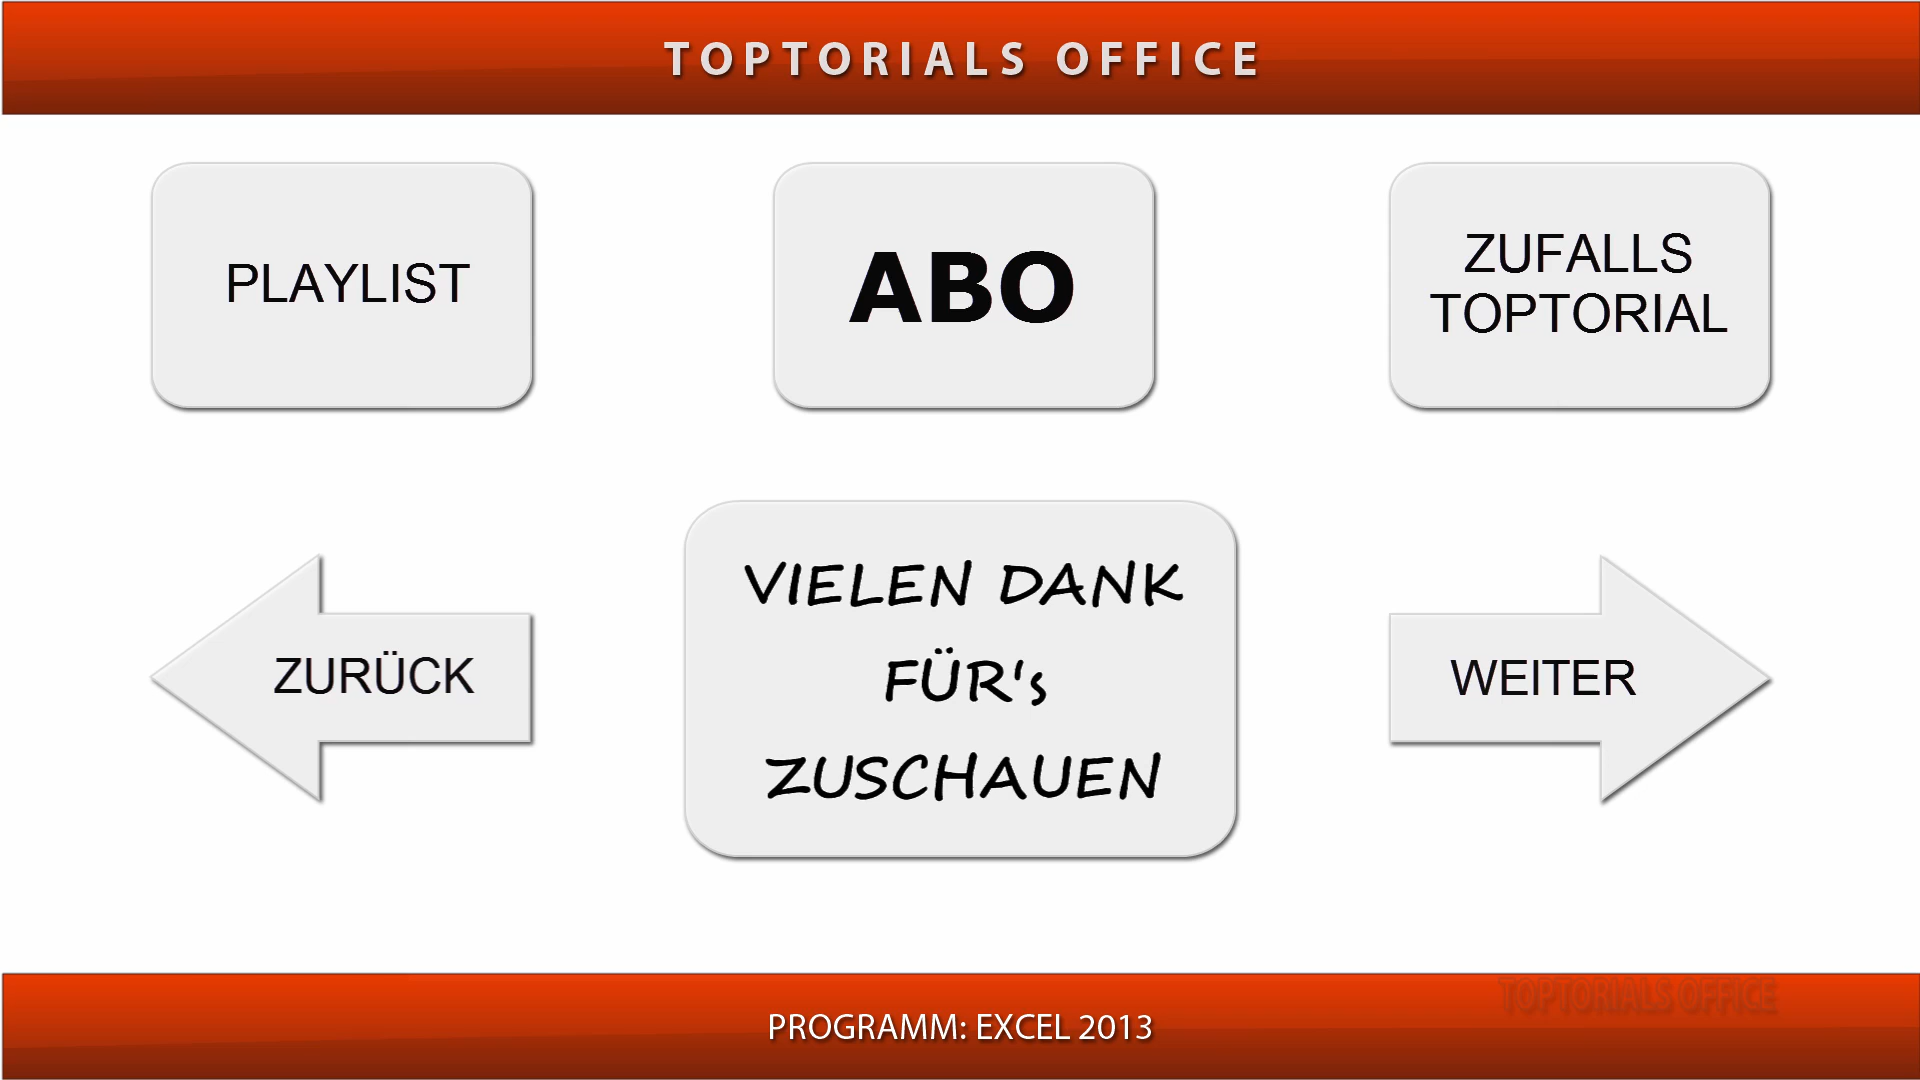 TOPTORIALS OFFICE
PLAYLIST
ABO
ZUFALLS
TOPTORIAL
ZURÜCK
VIELEN DANK
FÜR's
ZUSCHAUEN
WEITER
TOPTORIALS OFFICE
PROGRAMM: EXCEL 2013